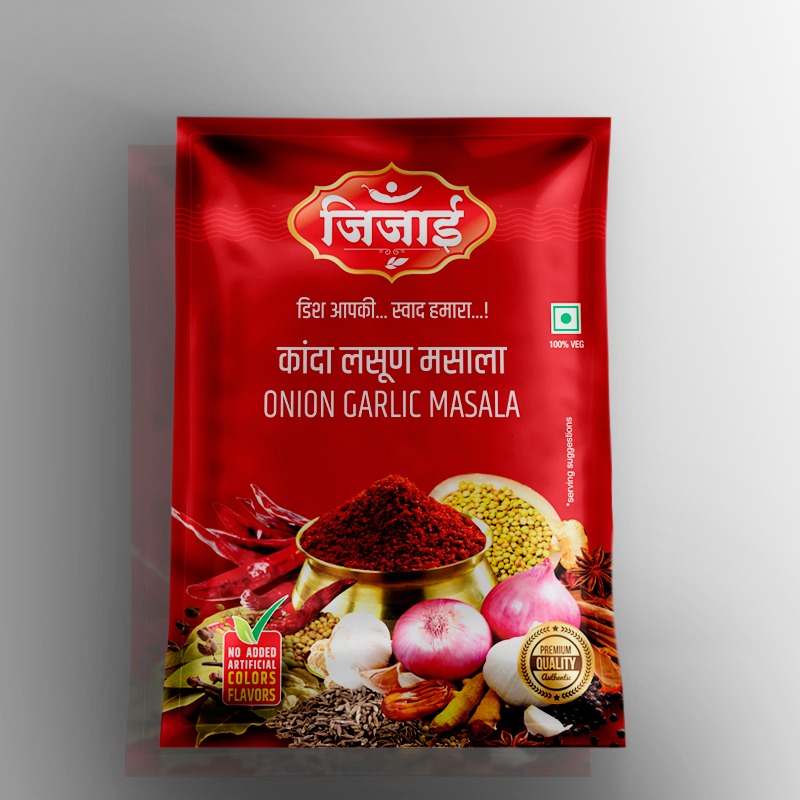 जिजाई
डिश आपकी... स्वाद हमारा...!
100% VEG
कांदा लसूण मसाला
ONION GARLIC MASALA
*serving suggestions
NO ADDED
ARTIFICIAL
COLORS
FLAVORS
PREMIUM
QUALITY
Authentic